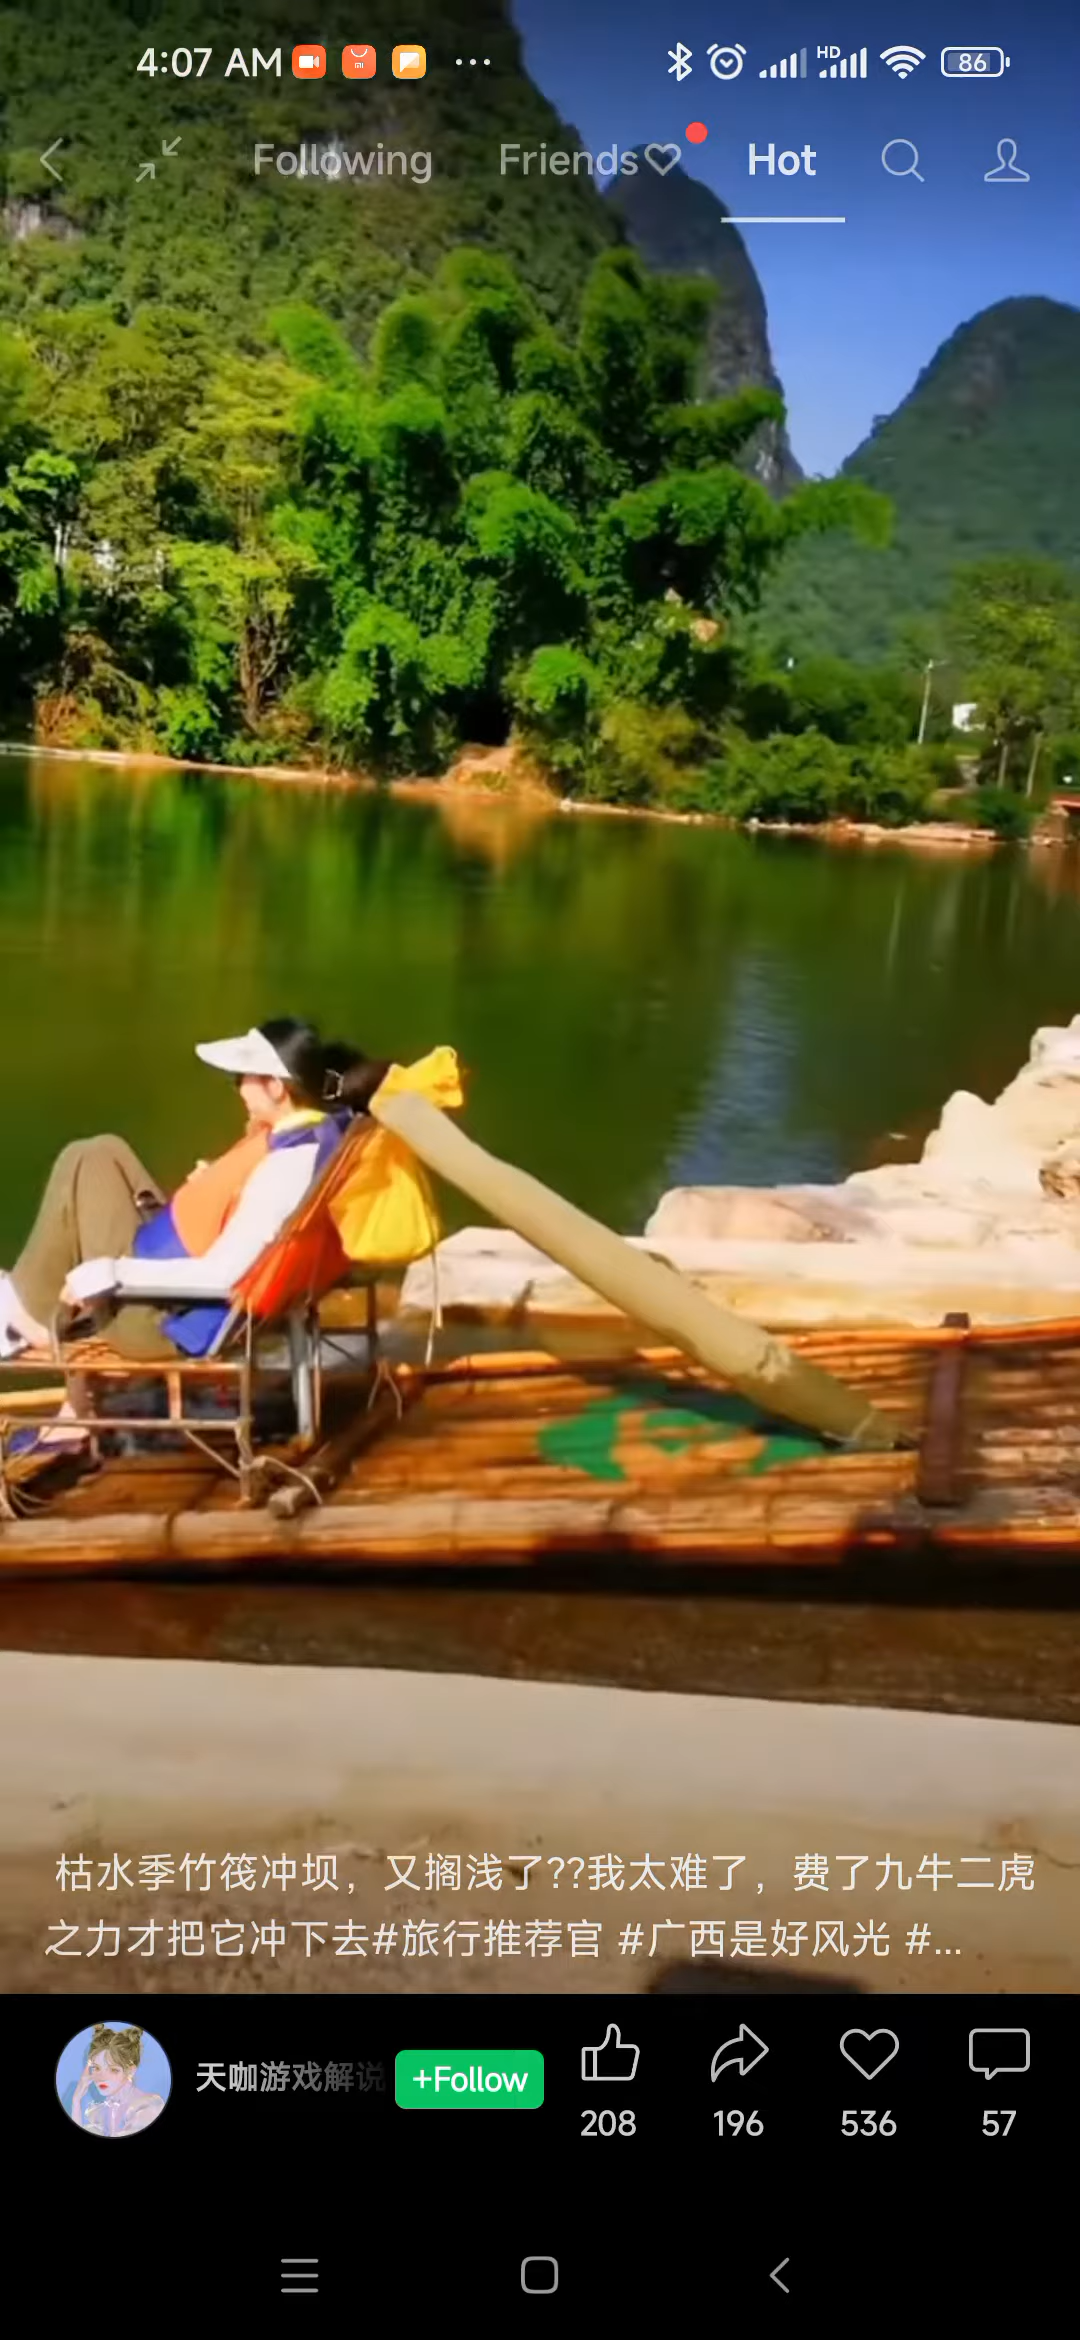 4:07 AM
HD
86
Following
Friends
Hot
枯水季竹筏冲坝，又搁浅了??我太难了，费了九牛二虎
之力才把它冲下去#旅行推荐官 #广西是好风光 #...
天咖游戏解说
+Follow
208
196
536
57